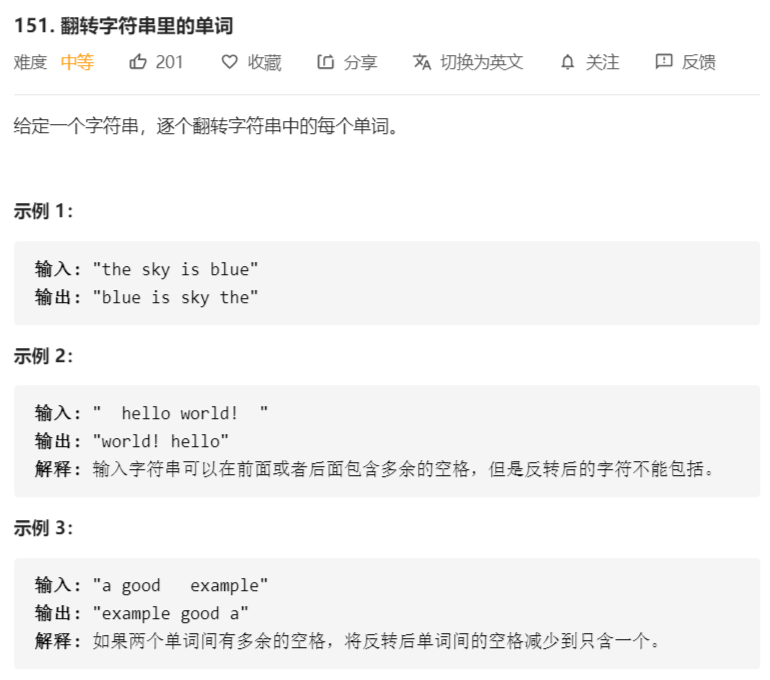 151. 翻转字符串里的单词
难度 中等 201 收藏 分享 切换为英文 关注 反馈
给定一个字符串，逐个翻转字符串中的每个单词。
示例 1：
输入："the sky is blue"
输出："blue is sky the"
示例 2：
输入："  hello world!  "
输出："world! hello"
解释：输入字符串可以在前面或者后面包含多余的空格，但是反转后的字符不能包括。
示例 3：
输入："a good   example"
输出："example good a"
解释：如果两个单词间有多余的空格，将反转后单词间的空格减少到只含一个。